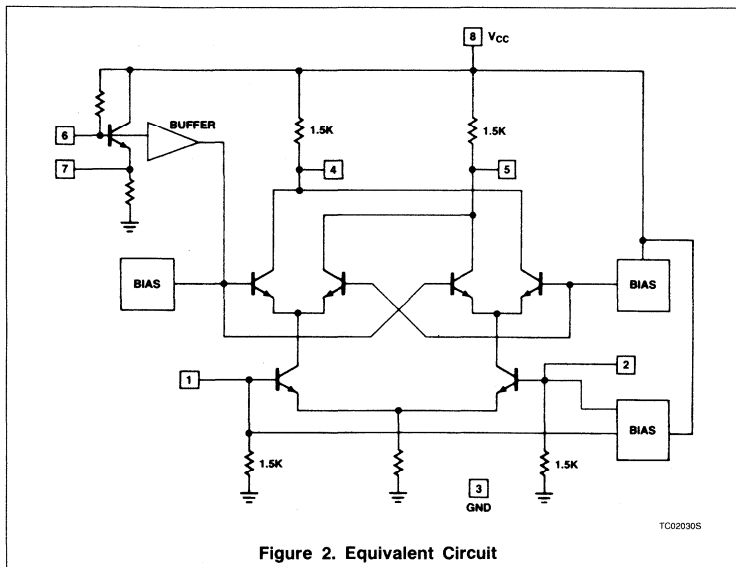 8 VCC
1.5K 1.5K
6 BUFFER
7 4 5
BIAS BIAS
1 2
BIAS
1.5K 1.5K
3
GND
TC02030S
Figure 2. Equivalent Circuit